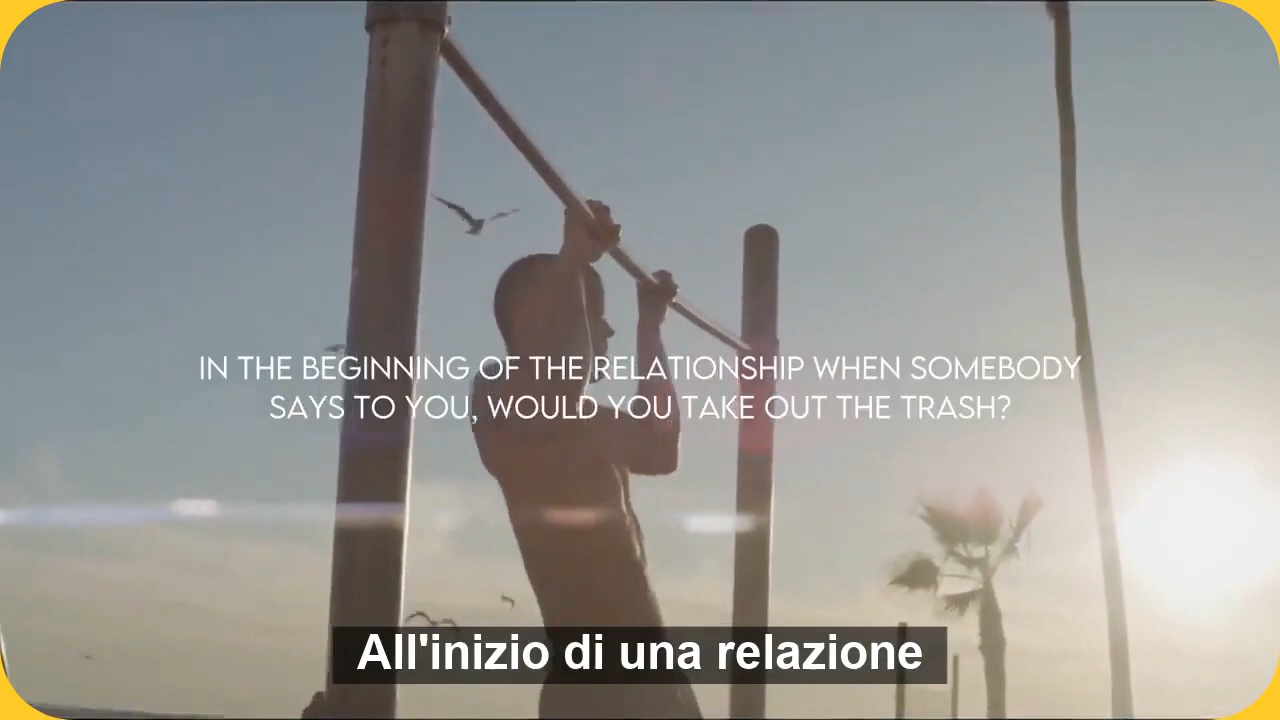 IN THE BEGINNING OF THE RELATIONSHIP WHEN SOMEBODY
SAYS TO YOU, WOULD YOU TAKE OUT THE TRASH?
All'inizio di una relazione